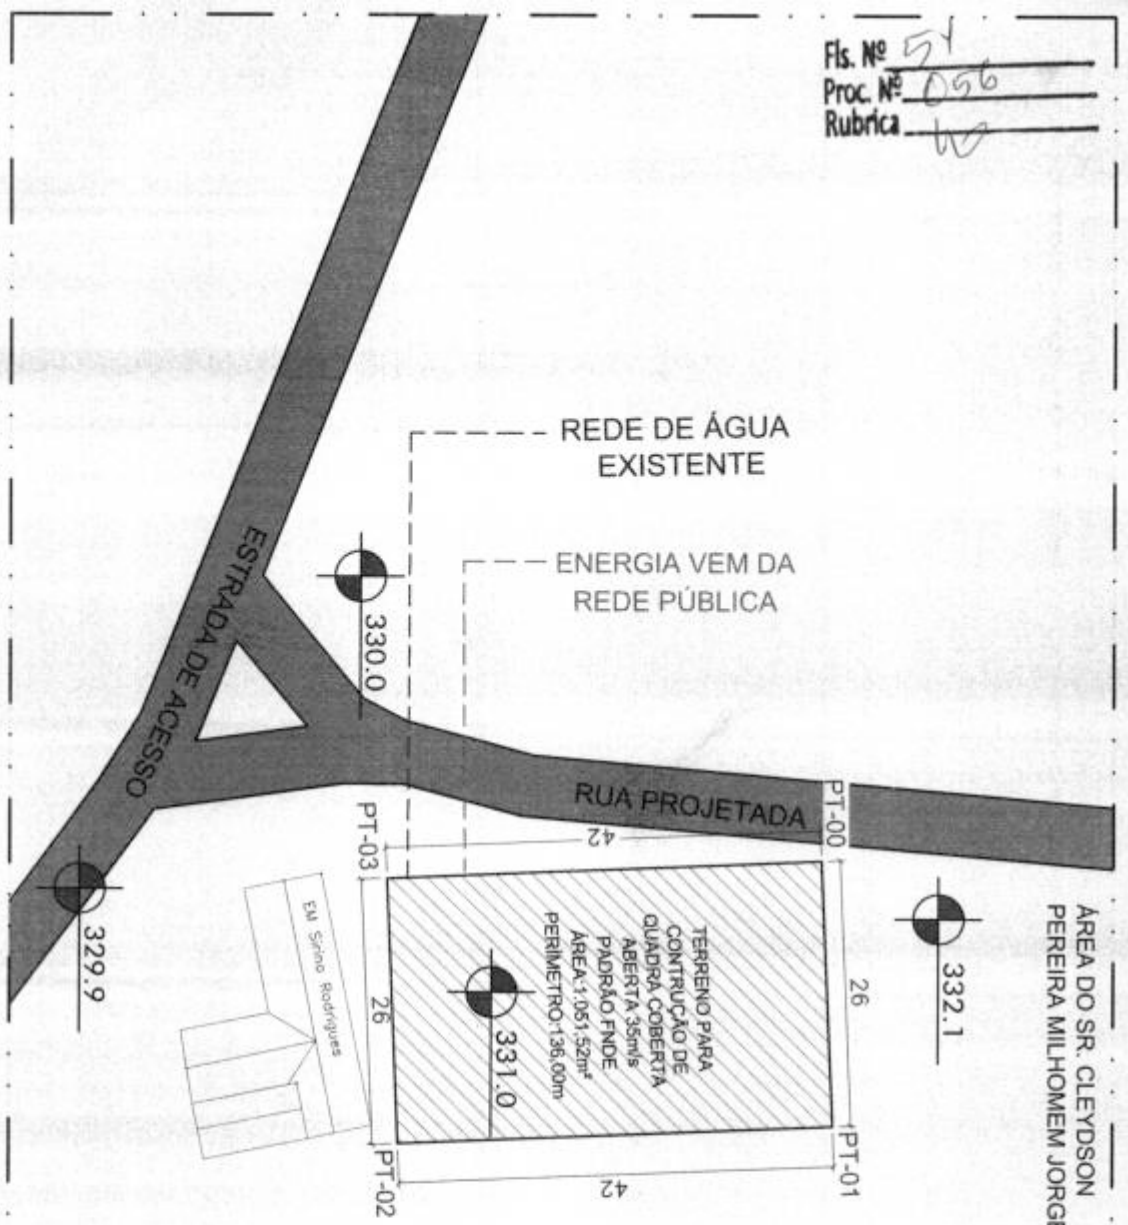 Fls. Nº 51
Proc. Nº 056
Rubrica
REDE DE ÁGUA
EXISTENTE
ENERGIA VEM DA
REDE PÚBLICA
ESTRADA DE ACESSO
330.0
329.9
RUA PROJETADA
PT-00
PT-03
42
26
332.1
ÁREA DO SR. CLEYDSON
PEREIRA MILHOMEM JORGE
TERRENO PARA
CONTRUÇÃO DE
QUADRA COBERTA
ABERTA 35m/s
PADRÃO FNDE
ÁREA:1.051,52m²
PERÍMETRO:136,00m
331.0
26
EM Sirino Rodrigues
PT-01
PT-02
42